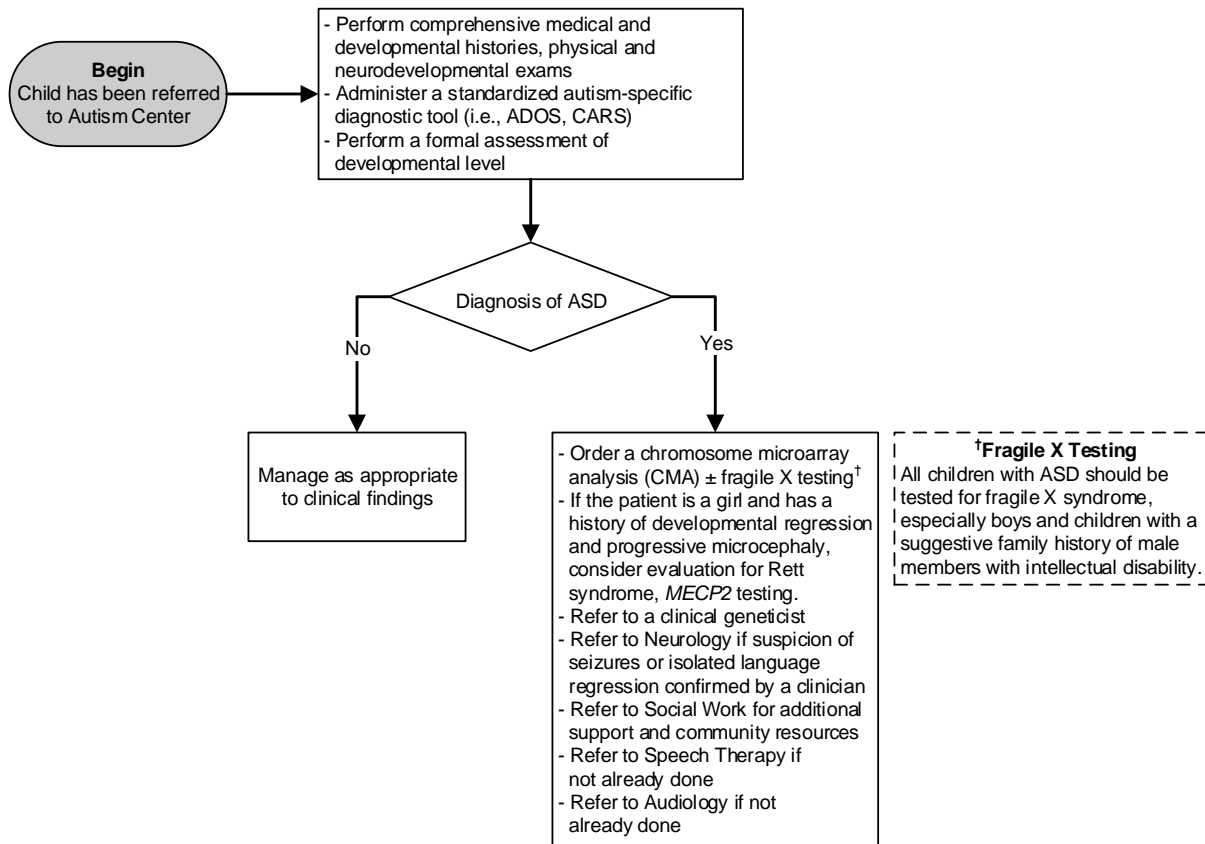 Begin
Child has been referred
to Autism Center
- Perform comprehensive medical and
developmental histories, physical and
neurodevelopmental exams
- Administer a standardized autism-specific
diagnostic tool (i.e., ADOS, CARS)
- Perform a formal assessment of
developmental level
Diagnosis of ASD
No
Yes
Manage as appropriate
to clinical findings
- Order a chromosome microarray
analysis (CMA) ± fragile X testing†
- If the patient is a girl and has a
history of developmental regression
and progressive microcephaly,
consider evaluation for Rett
syndrome, MECP2 testing.
- Refer to a clinical geneticist
- Refer to Neurology if suspicion of
seizures or isolated language
regression confirmed by a clinician
- Refer to Social Work for additional
support and community resources
- Refer to Speech Therapy if
not already done
- Refer to Audiology if not
already done
†Fragile X Testing
All children with ASD should be
tested for fragile X syndrome,
especially boys and children with a
suggestive family history of male
members with intellectual disability.